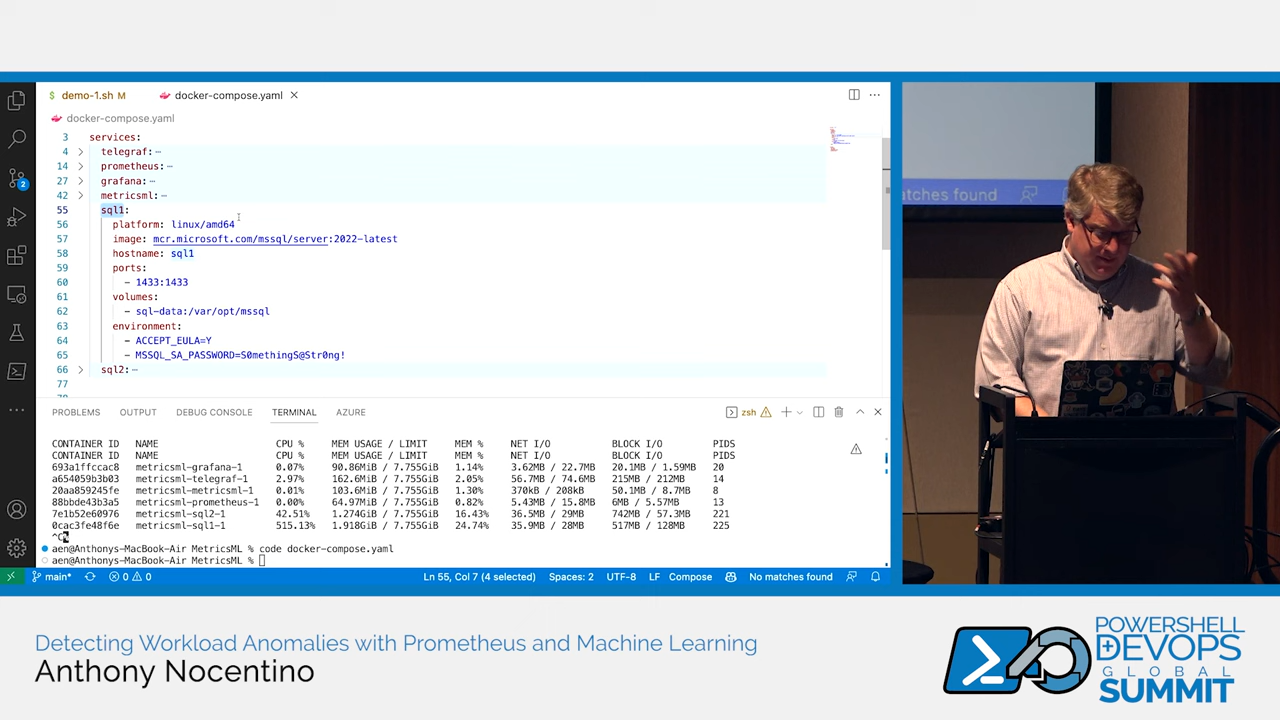 demo-1.sh M
docker-compose.yaml
docker-compose.yaml
3 services:
4 telegraf:
14 prometheus:
27 grafana:
42 metricsml:
55 sql1:
56 platform: linux/amd64
57 image: mcr.microsoft.com/mssql/server:2022-latest
58 hostname: sql1
59 ports:
60 - 1433:1433
61 volumes:
62 - sql-data:/var/opt/mssql
63 environment:
64 - ACCEPT_EULA=Y
65 - MSSQL_SA_PASSWORD=S0methingS@Str0ng!
66 sql2:
77
PROBLEMS OUTPUT DEBUG CONSOLE TERMINAL AZURE
zsh
CONTAINER ID NAME CPU % MEM USAGE / LIMIT MEM % NET I/O BLOCK I/O PIDS
CONTAINER ID NAME CPU % MEM USAGE / LIMIT MEM % NET I/O BLOCK I/O PIDS
693a1ffccac8 metricsml-grafana-1 0.07% 90.86MiB / 7.755GiB 1.14% 3.62MB / 22.7MB 20.1MB / 1.59MB 20
a654059b3b03 metricsml-telegraf-1 2.97% 162.6MiB / 7.755GiB 2.05% 56.7MB / 74.6MB 215MB / 212MB 14
20aa859245fe metricsml-metricsml-1 0.01% 103.6MiB / 7.755GiB 1.30% 370kB / 208kB 50.1MB / 8.7MB 8
88bbde43b3a5 metricsml-prometheus-1 0.00% 64.97MiB / 7.755GiB 0.82% 5.43MB / 15.8MB 6MB / 5.57MB 13
7e1b52e60976 metricsml-sql2-1 42.51% 1.274GiB / 7.755GiB 16.43% 36.5MB / 29MB 742MB / 57.3MB 221
0cac3fe48f6e metricsml-sql1-1 515.13% 1.918GiB / 7.755GiB 24.74% 35.9MB / 28MB 517MB / 128MB 225
^C
aen@Anthonys-MacBook-Air MetricsML % code docker-compose.yaml
aen@Anthonys-MacBook-Air MetricsML %
main* 0 0 Ln 55, Col 7 (4 selected) Spaces: 2 UTF-8 LF Compose No matches found
2
atches found
Detecting Workload Anomalies with Prometheus and Machine Learning
Anthony Nocentino
POWERSHELL
DEVOPS
GLOBAL
SUMMIT